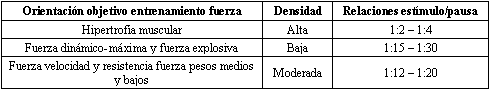 Orientación objetivo entrenamiento fuerza Densidad Relaciones estímulo/pausa
Hipertrofia muscular Alta 1:2 – 1:4
Fuerza dinámico-máxima y fuerza explosiva Baja 1:15 – 1:30
Fuerza velocidad y resistencia fuerza pesos medios y bajos Moderada 1:12 – 1:20